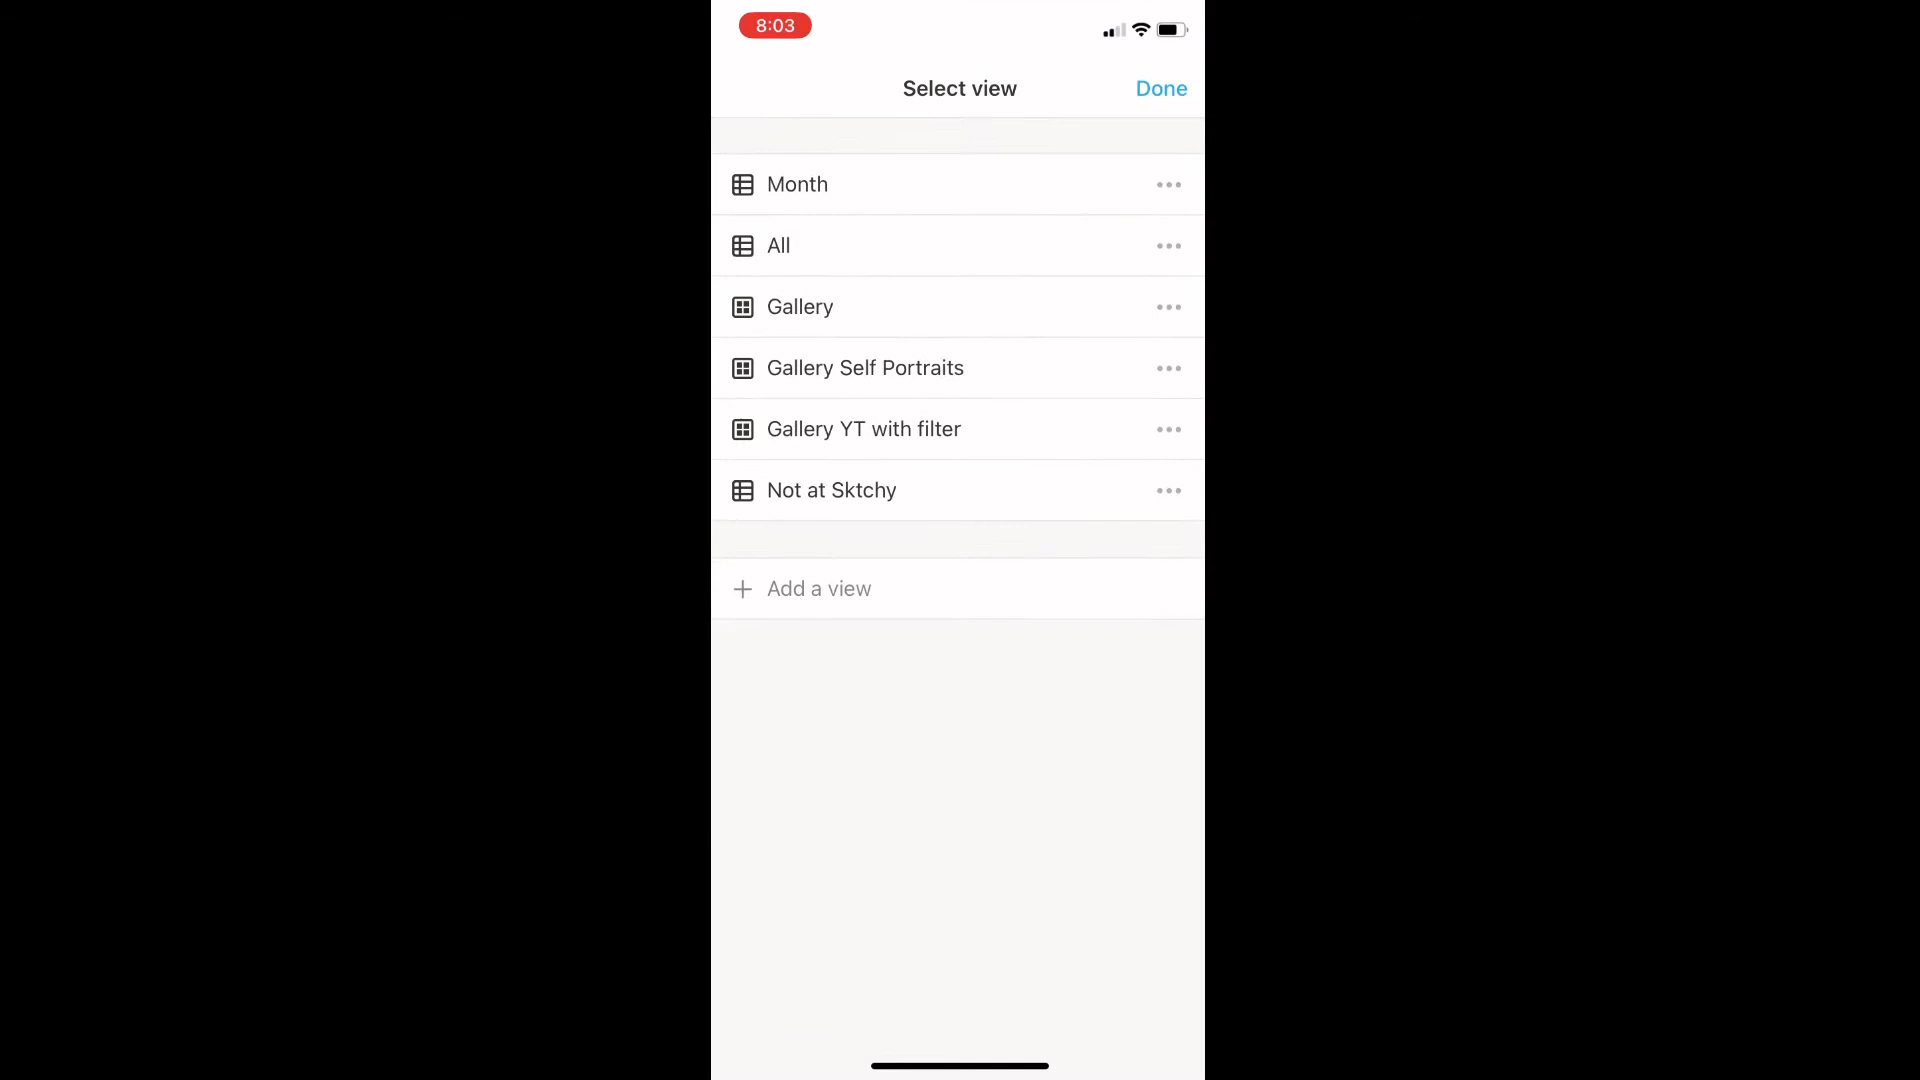 8:03
Select view
Done
Month
All
Gallery
Gallery Self Portraits
Gallery YT with filter
Not at Sktchy
Add a view